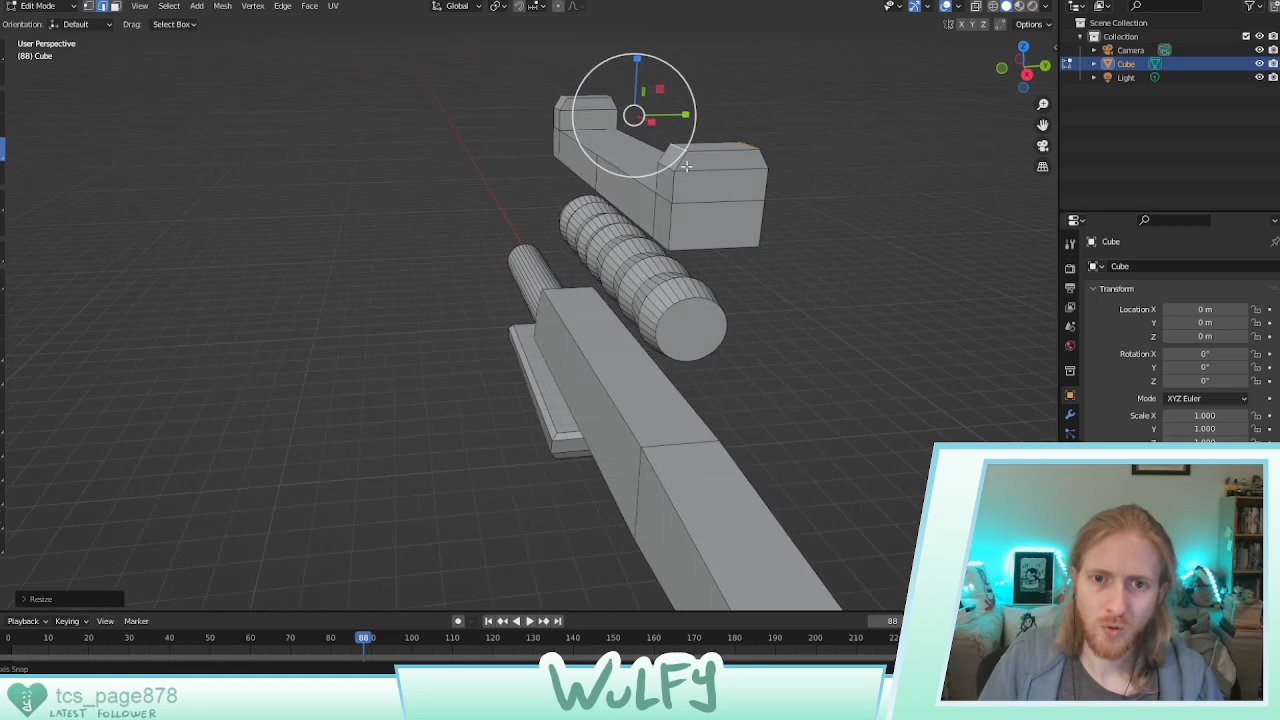 Edit Mode View Select Add Mesh Vertex Edge Face UV Global
Orientation: Default Drag: Select Box X Y Z Options
User Perspective
(88) Cube
Z
Y
X
Scene Collection
Collection
Camera
Cube
Light
Cube
Cube
Transform
Location X 0 m
Y 0 m
Z 0 m
Rotation X 0°
Y 0°
Z 0°
Mode XYZ Euler
Scale X 1.000
Y 1.000
Z 1.000
Resize
Playback Keying View Marker 88
0 10 20 30 40 50 60 70 80 88 100 110 120 130 140 150 160 170 180 190 200 210
axis Snap
WULFY
tcs_page878
LATEST FOLLOWER